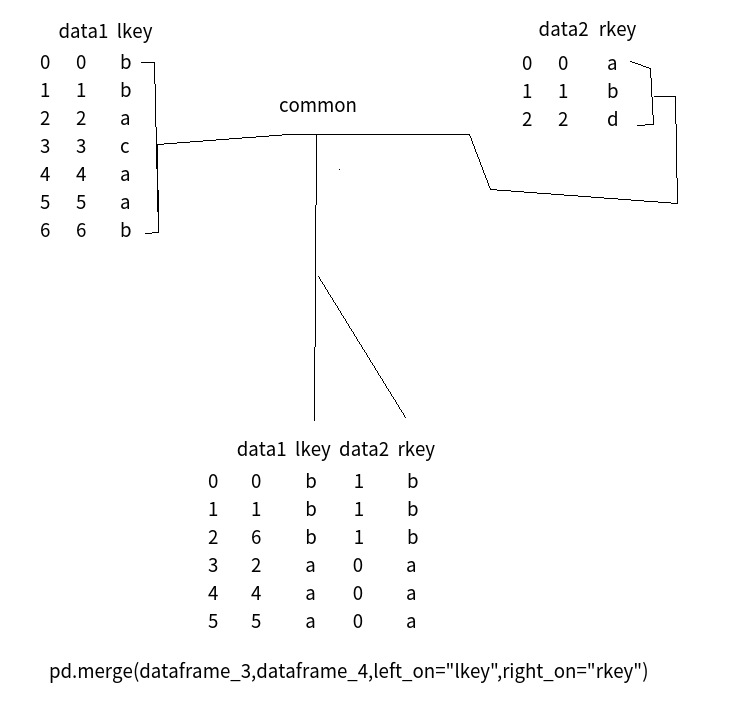 data1 lkey
0 0 b
1 1 b
2 2 a
3 3 c
4 4 a
5 5 a
6 6 b
common
data2 rkey
0 0 a
1 1 b
2 2 d
data1 lkey data2 rkey
0 0 b 1 b
1 1 b 1 b
2 6 b 1 b
3 2 a 0 a
4 4 a 0 a
5 5 a 0 a
pd.merge(dataframe_3,dataframe_4,left_on="lkey",right_on="rkey")